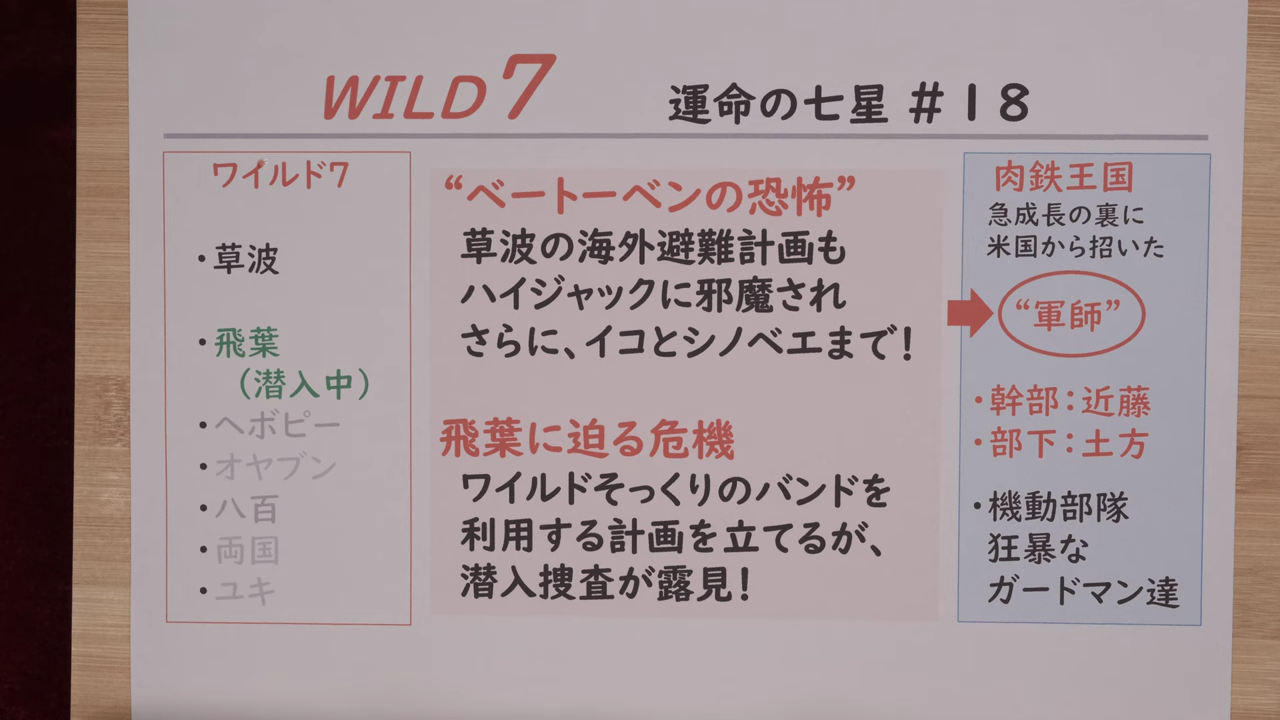 WILD7 運命の七星 #18
ワイルド7
・草波
・飛葉
(潜入中)
・ヘボピー
・オヤブン
・八百
・両国
・ユキ
“ベートーベンの恐怖”
草波の海外避難計画も
ハイジャックに邪魔され
さらに、イコとシノベエまで!
飛葉に迫る危機
ワイルドそっくりのバンドを
利用する計画を立てるが、
潜入捜査が露見!
肉鉄王国
急成長の裏に
米国から招いた
“軍師”
・幹部:近藤
・部下:土方
・機動部隊
狂暴な
ガードマン達